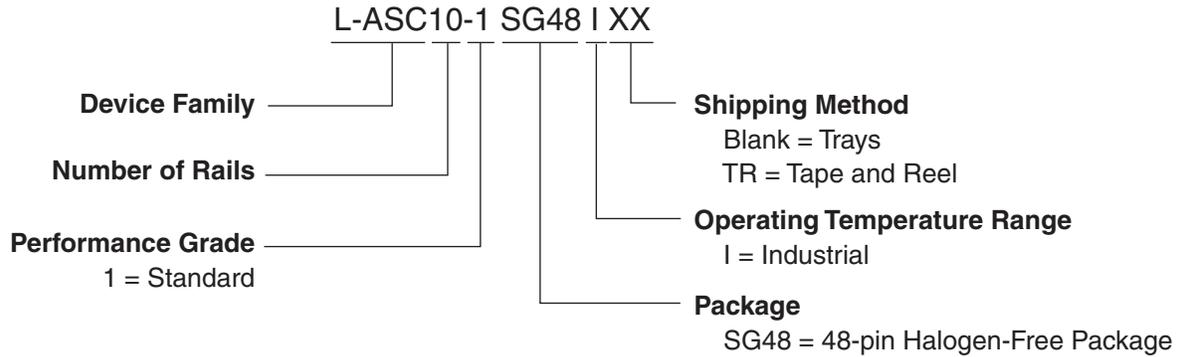 L-ASC10-1 SG48 I XX
Device Family
Number of Rails
Performance Grade
1 = Standard
Shipping Method
Blank = Trays
TR = Tape and Reel
Operating Temperature Range
I = Industrial
Package
SG48 = 48-pin Halogen-Free Package